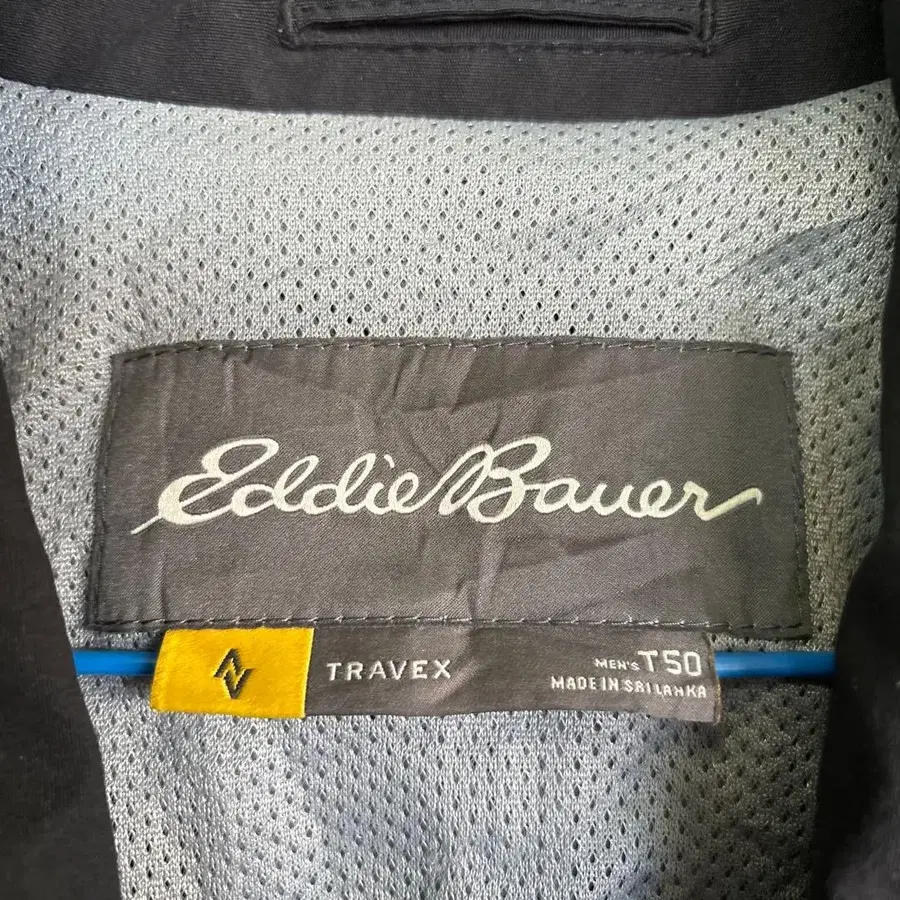 Eddie Bauer
TRAVEX
MEN'S T50
MADE IN SRI LANKA